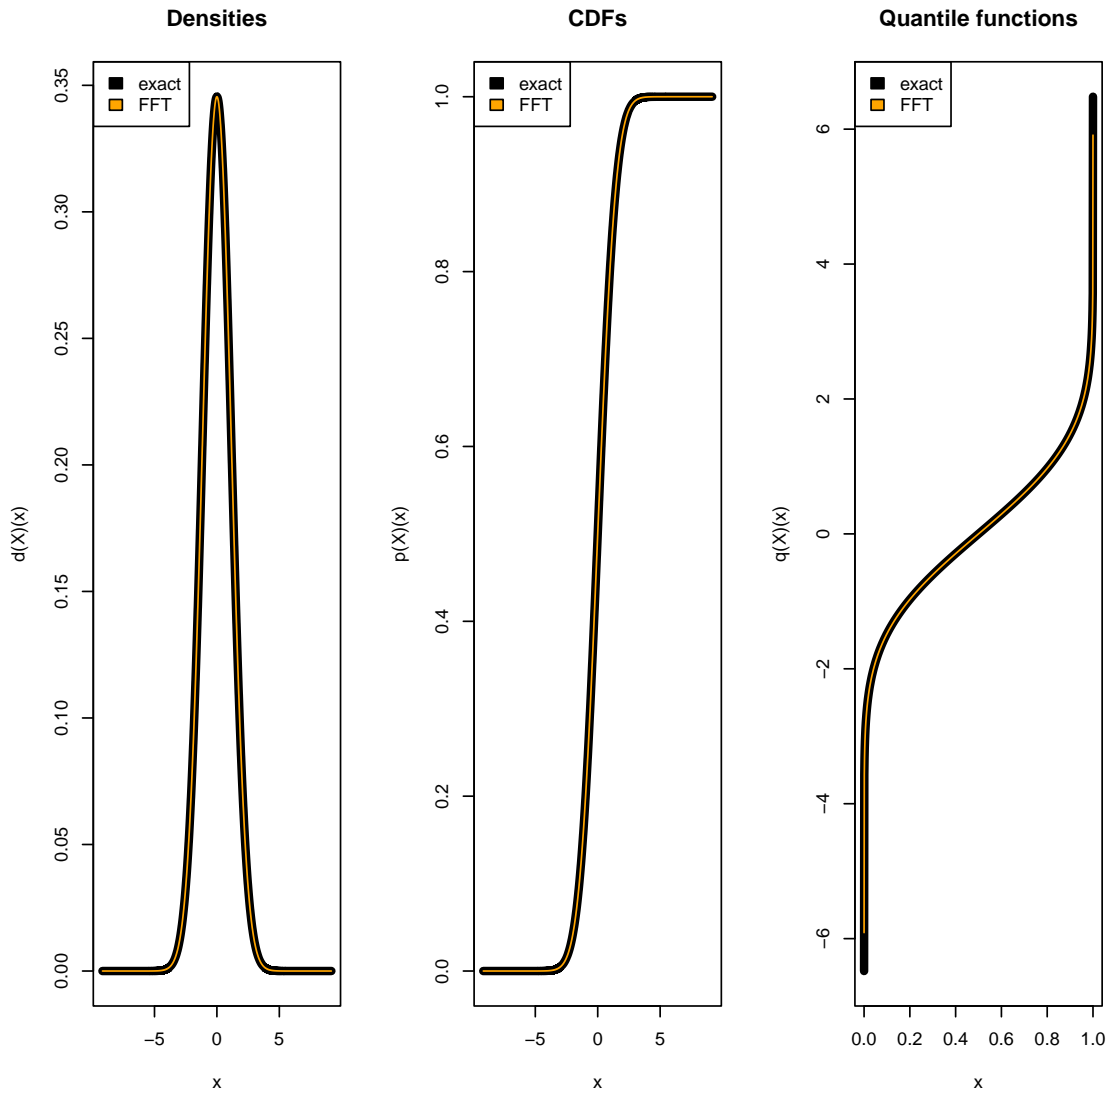 Densities
exact
FFT
d(X)(x)
0.00
0.05
0.10
0.15
0.20
0.25
0.30
0.35
−5
0
5
x
CDFs
exact
FFT
p(X)(x)
0.0
0.2
0.4
0.6
0.8
1.0
−5
0
5
x
Quantile functions
exact
FFT
q(X)(x)
−6
−4
−2
0
2
4
6
0.0 0.2 0.4 0.6 0.8 1.0
x